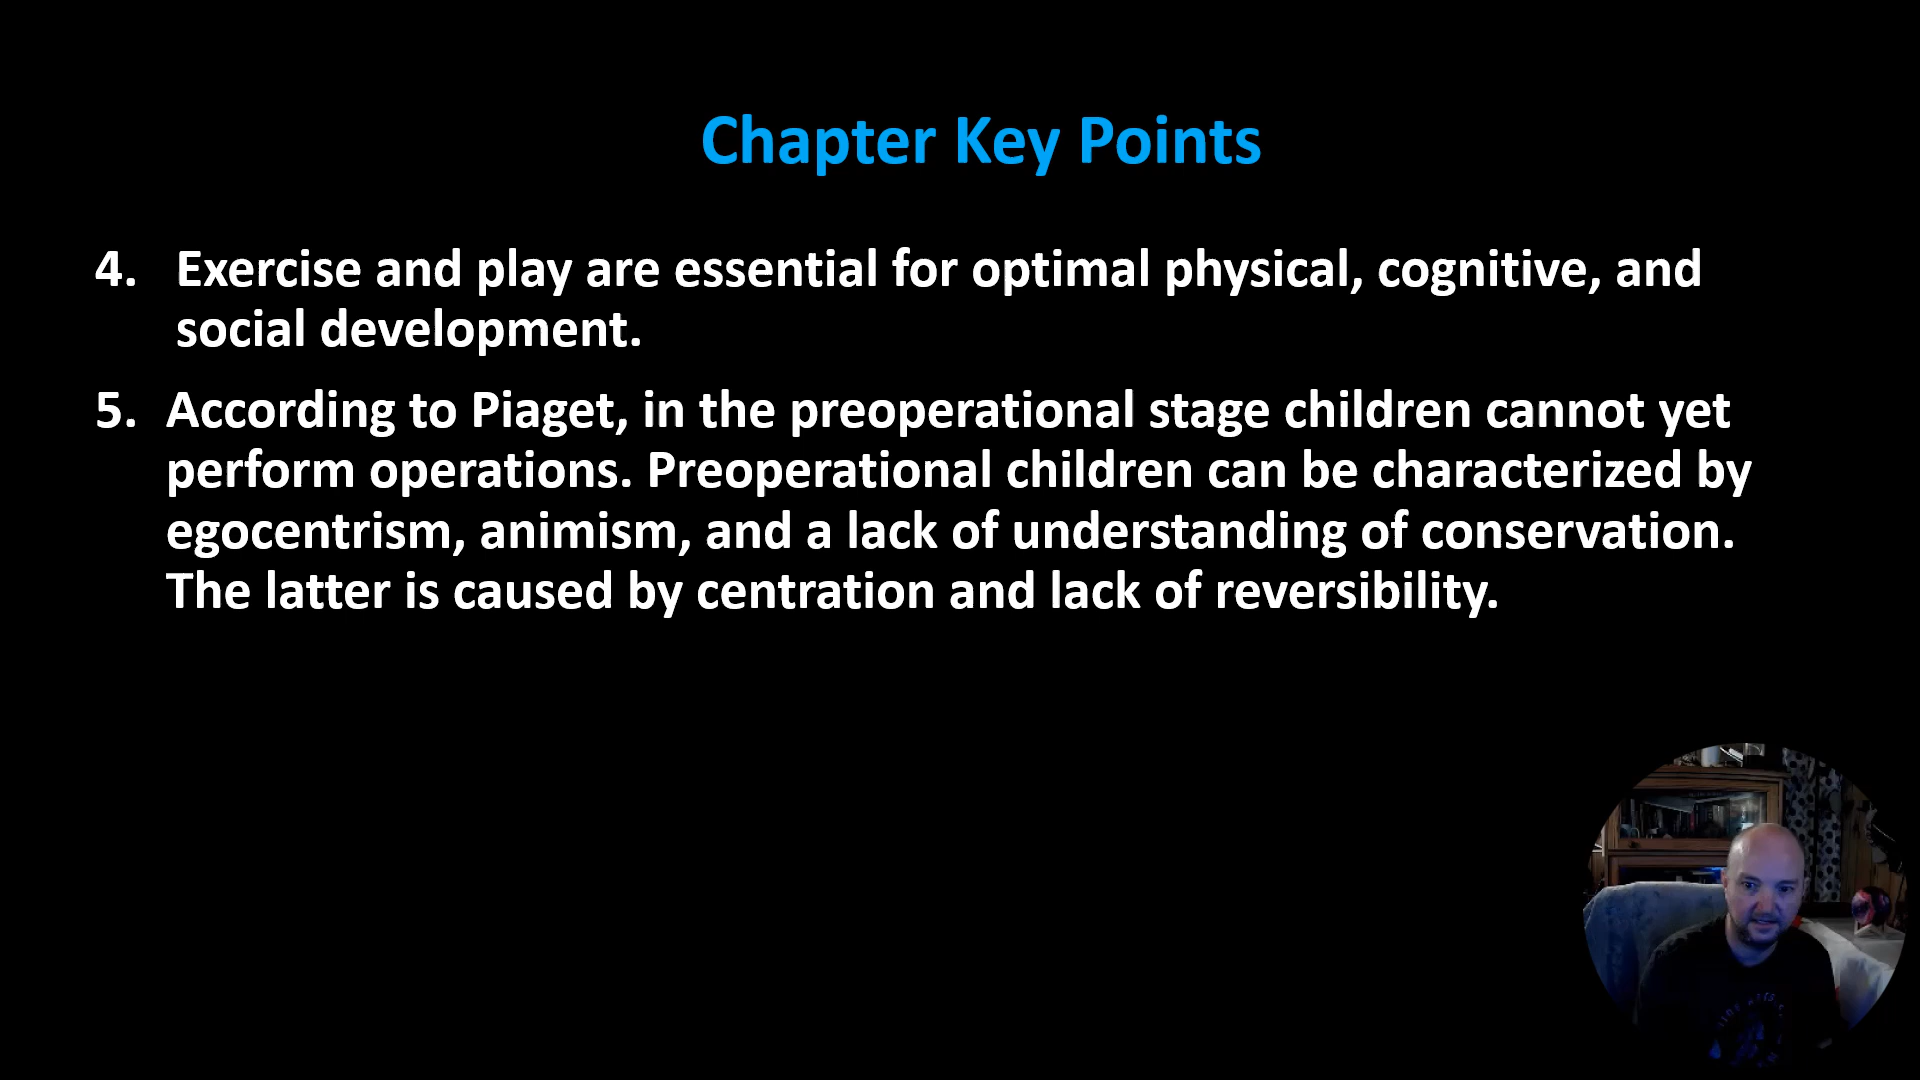 Chapter Key Points
4. Exercise and play are essential for optimal physical, cognitive, and
social development.
5. According to Piaget, in the preoperational stage children cannot yet
perform operations. Preoperational children can be characterized by
egocentrism, animism, and a lack of understanding of conservation.
The latter is caused by centration and lack of reversibility.